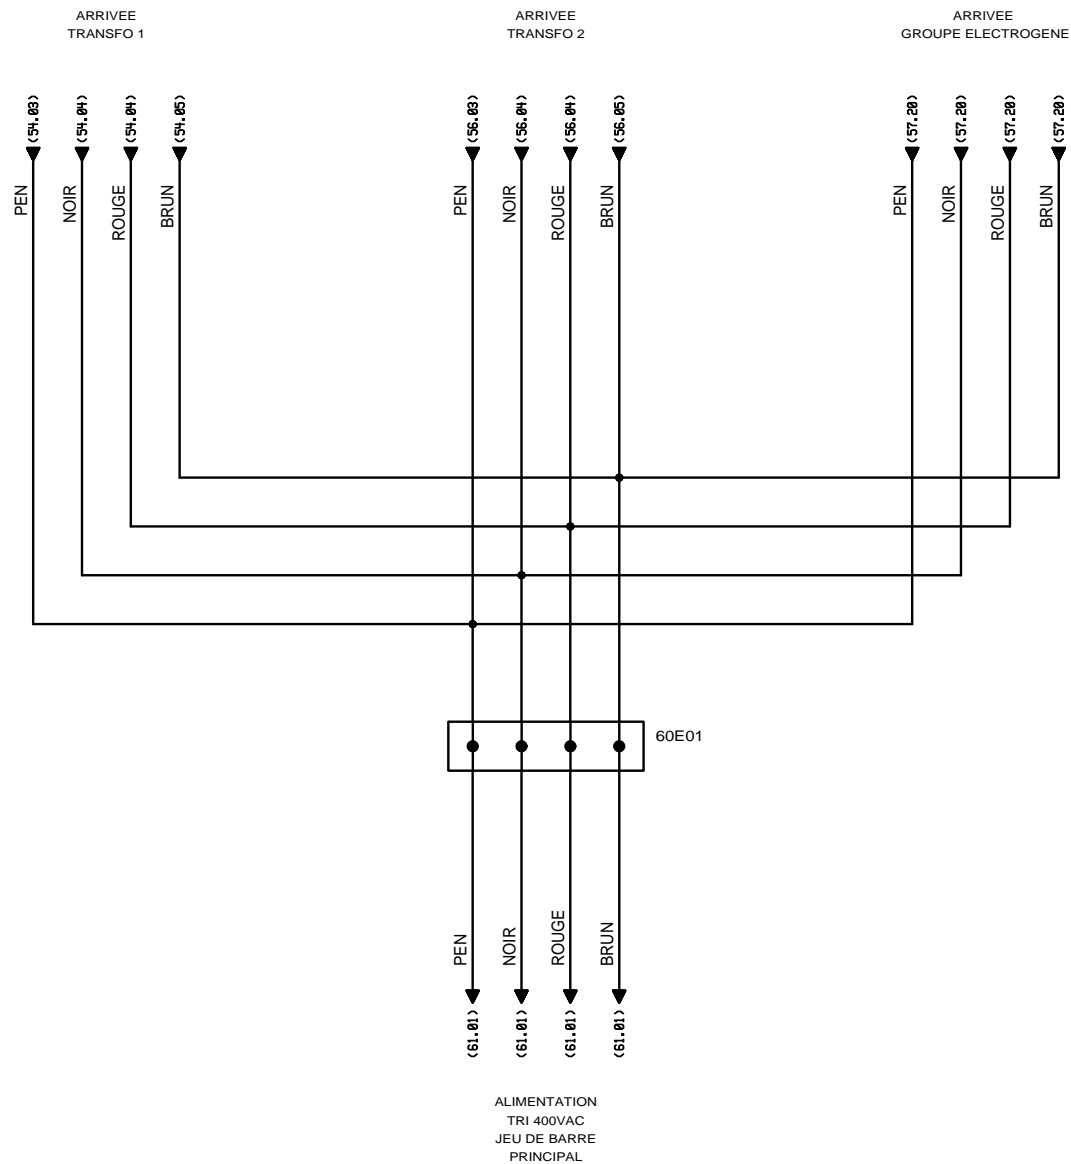 ARRIVEE
TRANSFO 1
ARRIVEE
TRANSFO 2
ARRIVEE
GROUPE ELECTROGENE
(54.03)
(54.04)
(54.04)
(54.05)
(56.03)
(56.04)
(56.04)
(56.05)
(57.20)
(57.20)
(57.20)
(57.20)
PEN
NOIR
ROUGE
BRUN
PEN
NOIR
ROUGE
BRUN
PEN
NOIR
ROUGE
BRUN
60E01
PEN
NOIR
ROUGE
BRUN
(61.01)
(61.01)
(61.01)
(61.01)
ALIMENTATION
TRI 400VAC
JEU DE BARRE
PRINCIPAL